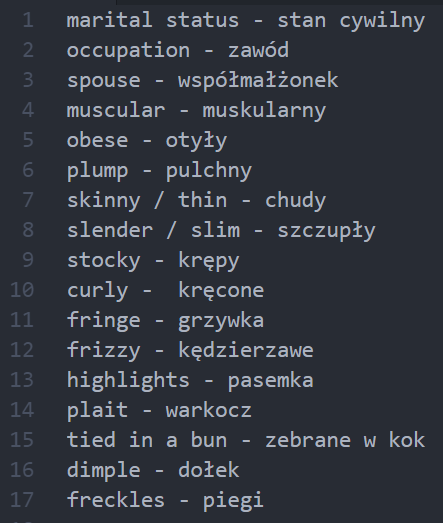 1 marital status - stan cywilny
2 occupation - zawód
3 spouse - współmałżonek
4 muscular - muskularny
5 obese - otyły
6 plump - pulchny
7 skinny / thin - chudy
8 slender / slim - szczupły
9 stocky - krępy
10 curly -  kręcone
11 fringe - grzywka
12 frizzy - kędzierzawe
13 highlights - pasemka
14 plait - warkocz
15 tied in a bun - zebrane w kok
16 dimple - dołek
17 freckles - piegi